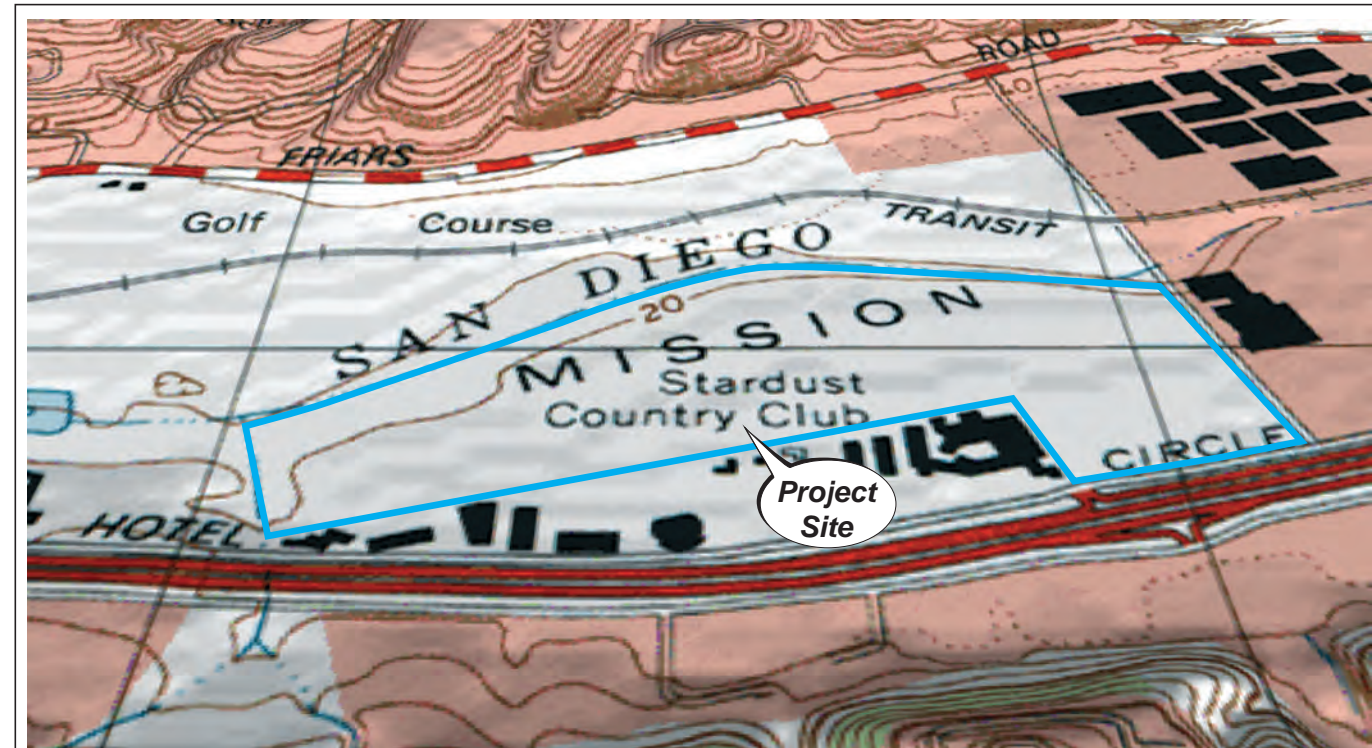 ROAD
FRIARS
Golf Course
TRANSIT
SAN DIEGO
20
MISSION
Stardust
Country Club
CIRCLE
Project
Site
HOTEL